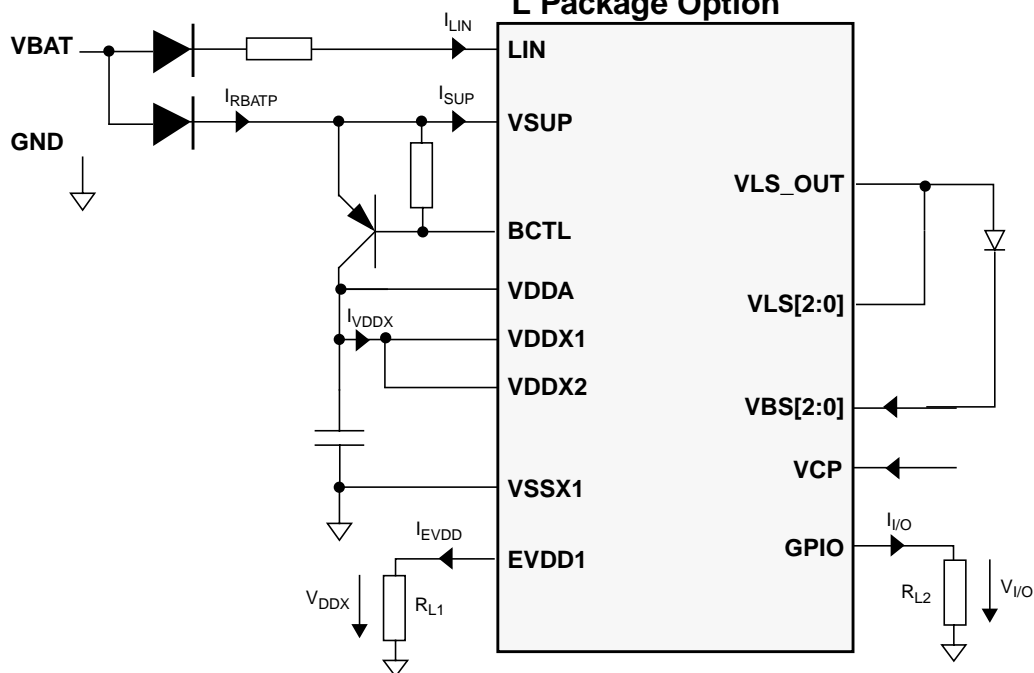 L Package Option
VBAT
GND
I_LIN
I_RBATP
I_SUP
I_VDDX
I_EVDD
V_DDX
R_L1
LIN
VSUP
BCTL
VDDA
VDDX1
VDDX2
VSSX1
EVDD1
VLS_OUT
VLS[2:0]
VBS[2:0]
VCP
GPIO
I_I/O
R_L2
V_I/O